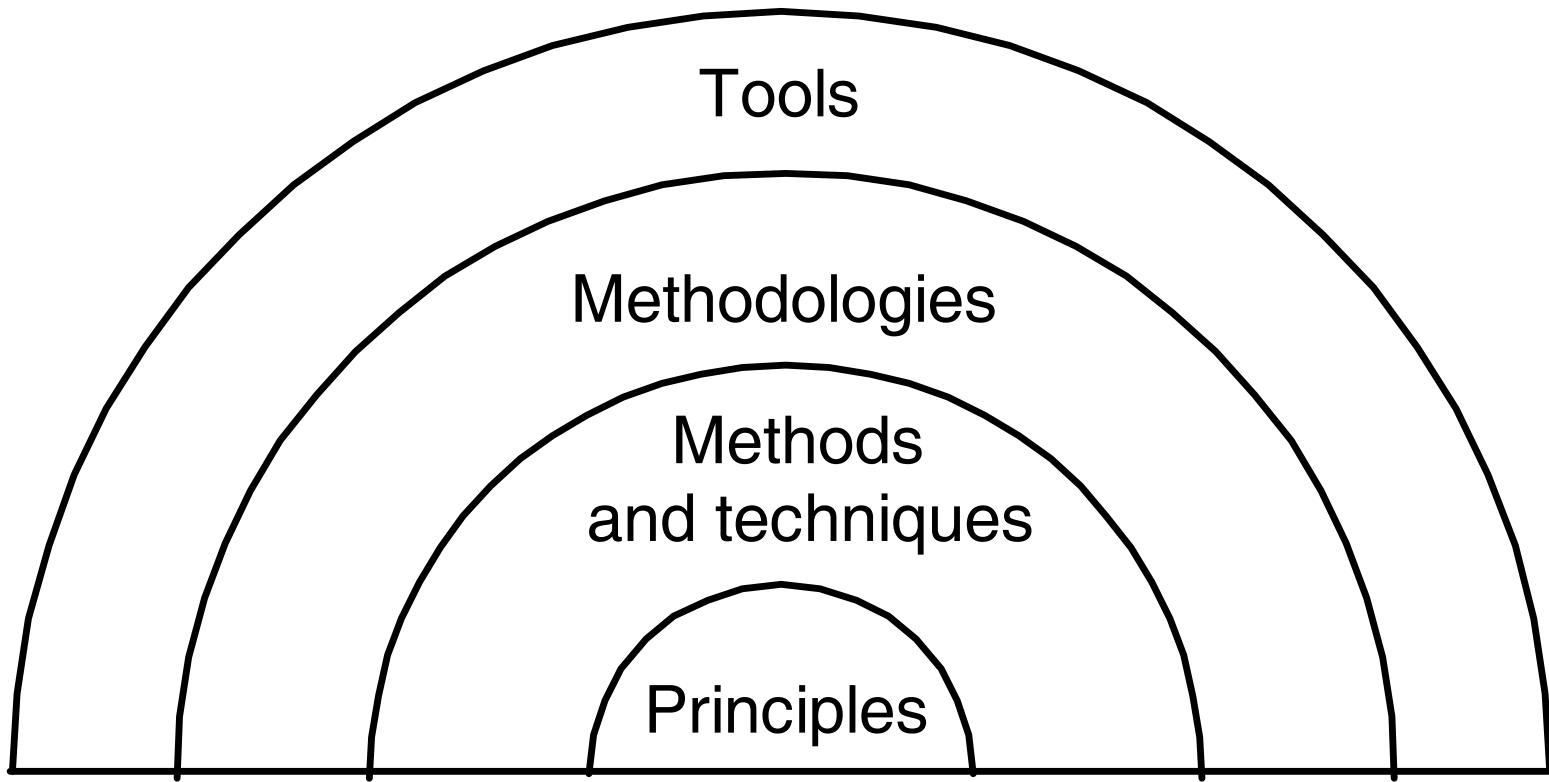 Tools
Methodologies
Methods
and techniques
Principles